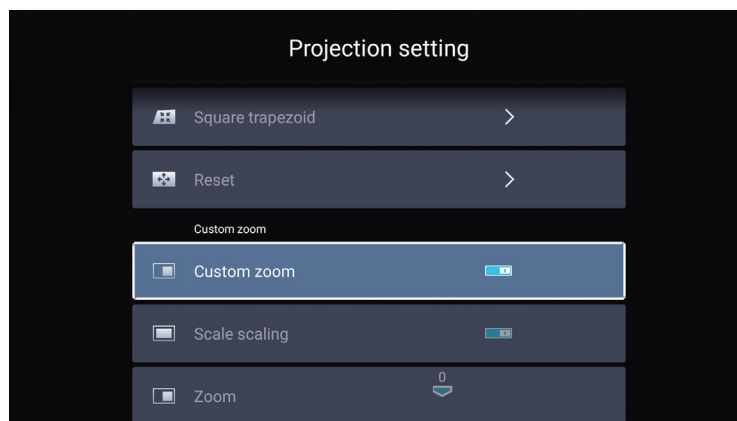 Projection setting
Square trapezoid
Reset
Custom zoom
Custom zoom
Scale scaling
0
Zoom